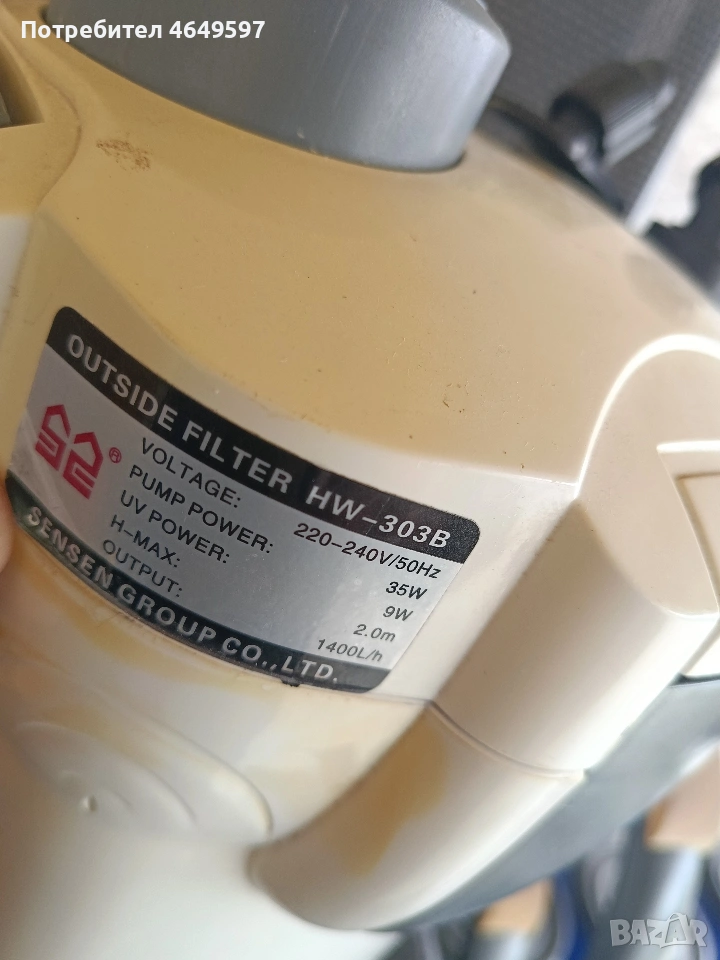 Потребител 4649597
OUTSIDE FILTER HW-303B
VOLTAGE: 220-240V/50Hz
PUMP POWER: 35W
UV POWER: 9W
H-MAX: 2.0m
OUTPUT: 1400L/h
SENSEN GROUP CO.,LTD.
BAZAR